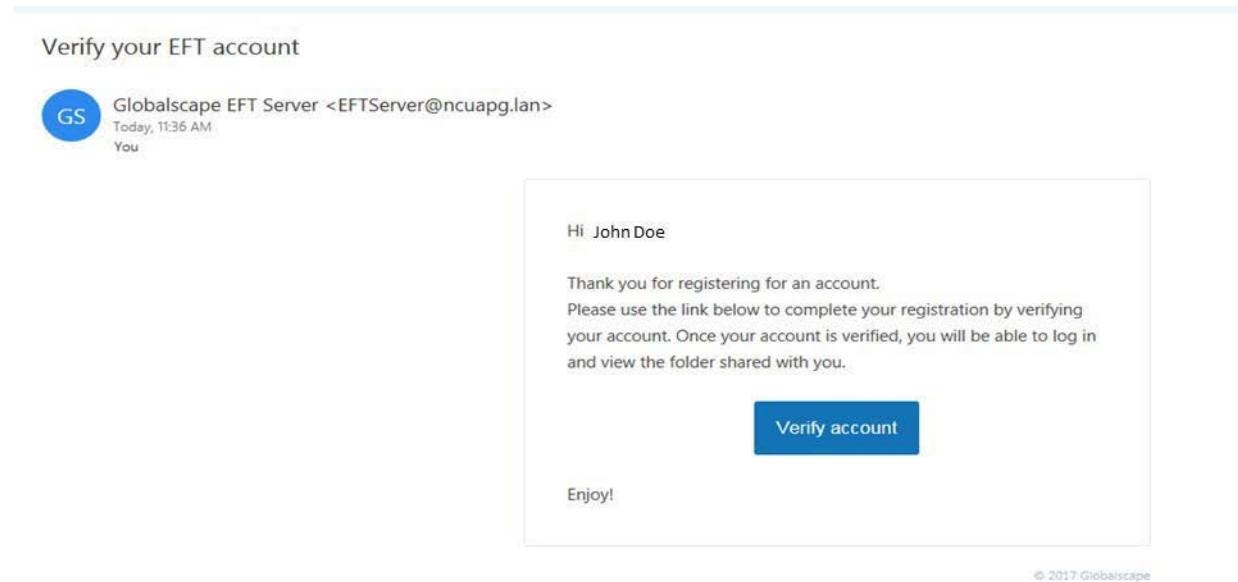 Verify your EFT account
GS
Globalscape EFT Server <EFTServer@ncuapg.lan>
Today, 11:36 AM
You
Hi John Doe
Thank you for registering for an account.
Please use the link below to complete your registration by verifying
your account. Once your account is verified, you will be able to log in
and view the folder shared with you.
Verify account
Enjoy!
© 2017 Globalscape